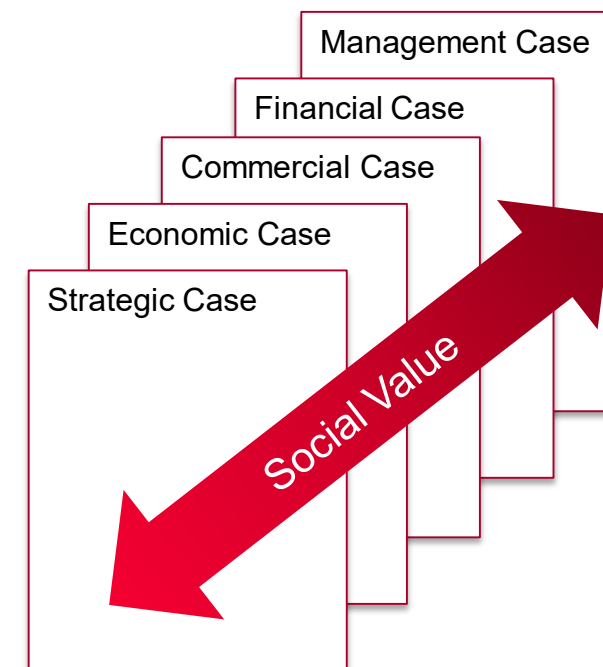 Management Case
Financial Case
Commercial Case
Economic Case
Strategic Case
Social Value